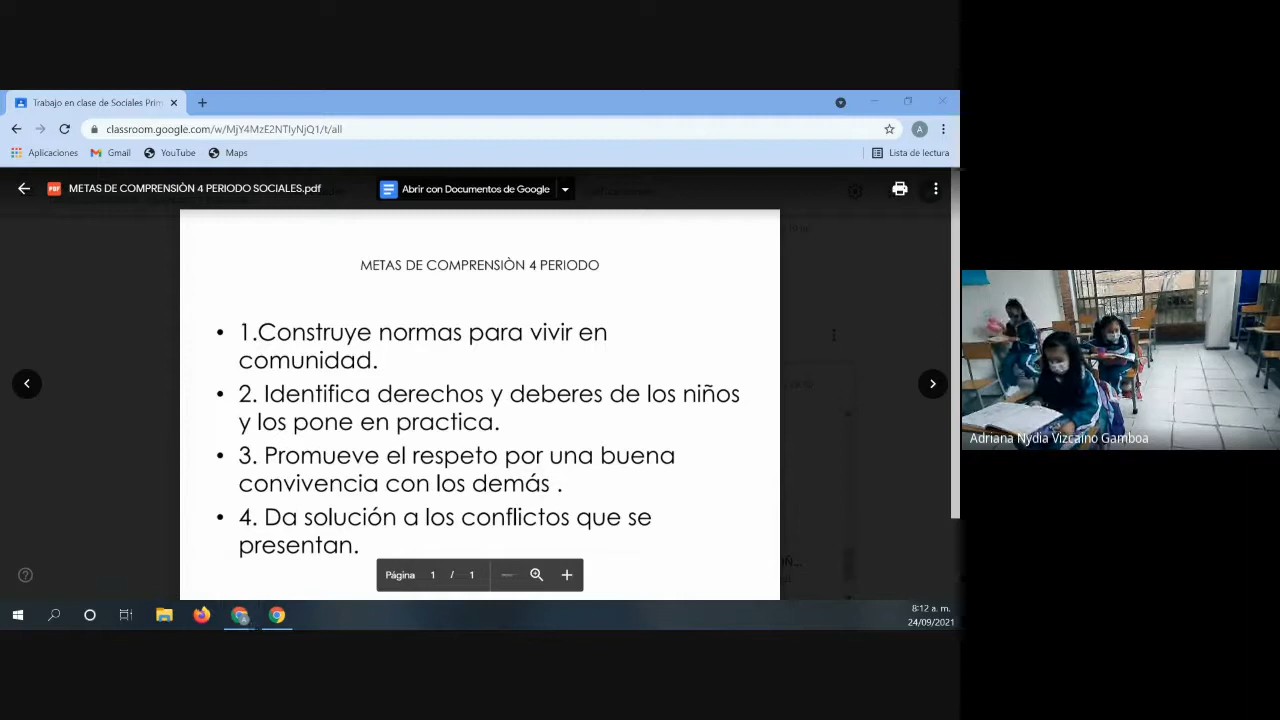 Trabajo en clase de Sociales Prim
classroom.google.com/w/MjY4MzE2NTIyNjQ1/t/all
Aplicaciones Gmail YouTube Maps Lista de lectura
METAS DE COMPRENSIÒN 4 PERIODO SOCIALES.pdf Abrir con Documentos de Google
METAS DE COMPRENSIÒN 4 PERIODO
• 1.Construye normas para vivir en
comunidad.
• 2. Identifica derechos y deberes de los niños
y los pone en practica.
• 3. Promueve el respeto por una buena
convivencia con los demás .
• 4. Da solución a los conflictos que se
presentan.
Página 1 / 1
8:12 a. m.
24/09/2021
Adriana Nydia Vizcaino Gamboa